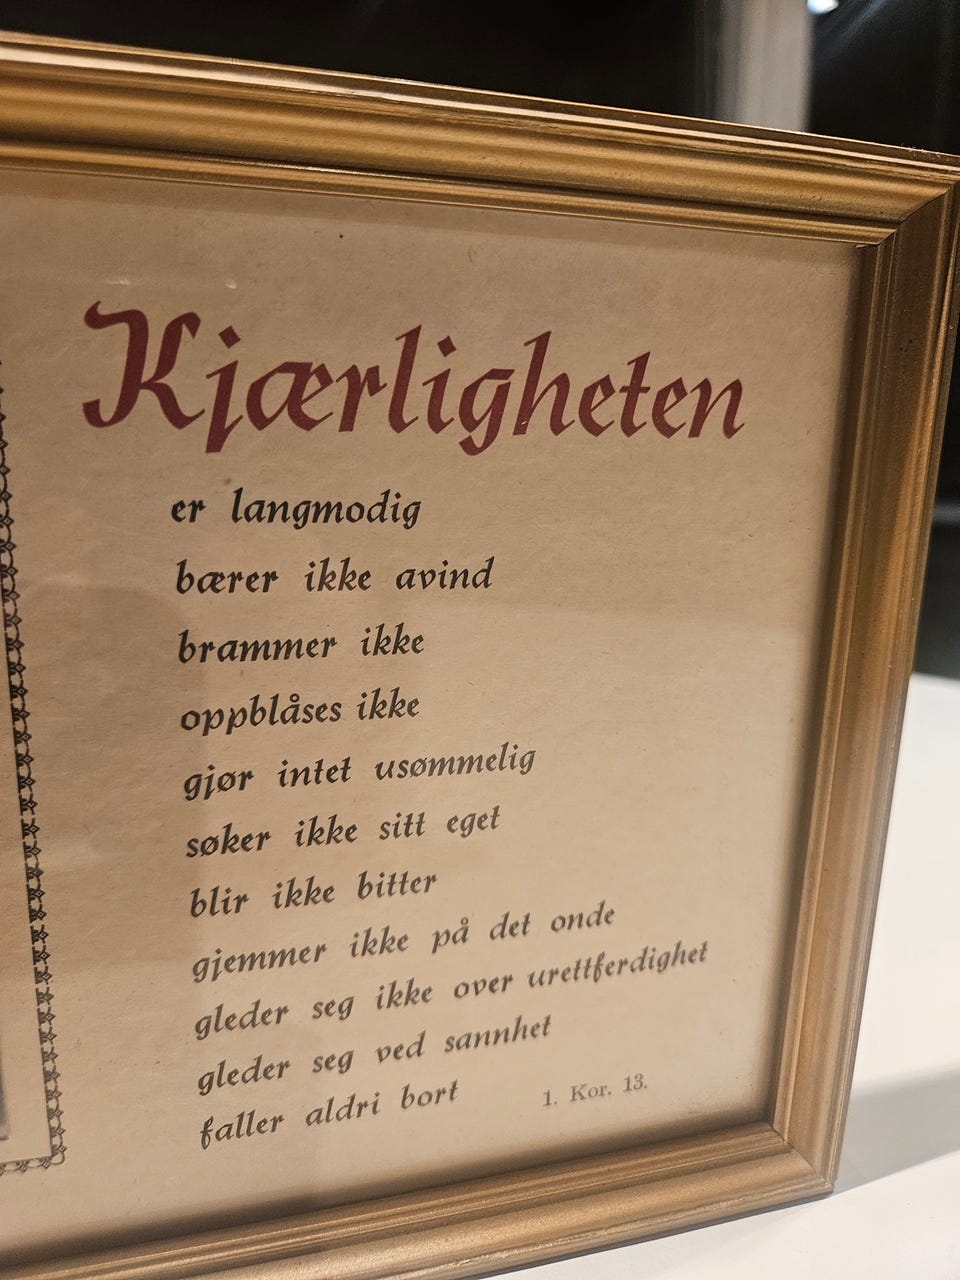 Kjærligheten
er langmodig
bærer ikke avind
brammer ikke
oppblåses ikke
gjør intet usømmelig
søker ikke sitt eget
blir ikke bitter
gjemmer ikke på det onde
gleder seg ikke over urettferdighet
gleder seg ved sannhet
faller aldri bort
1. Kor. 13.